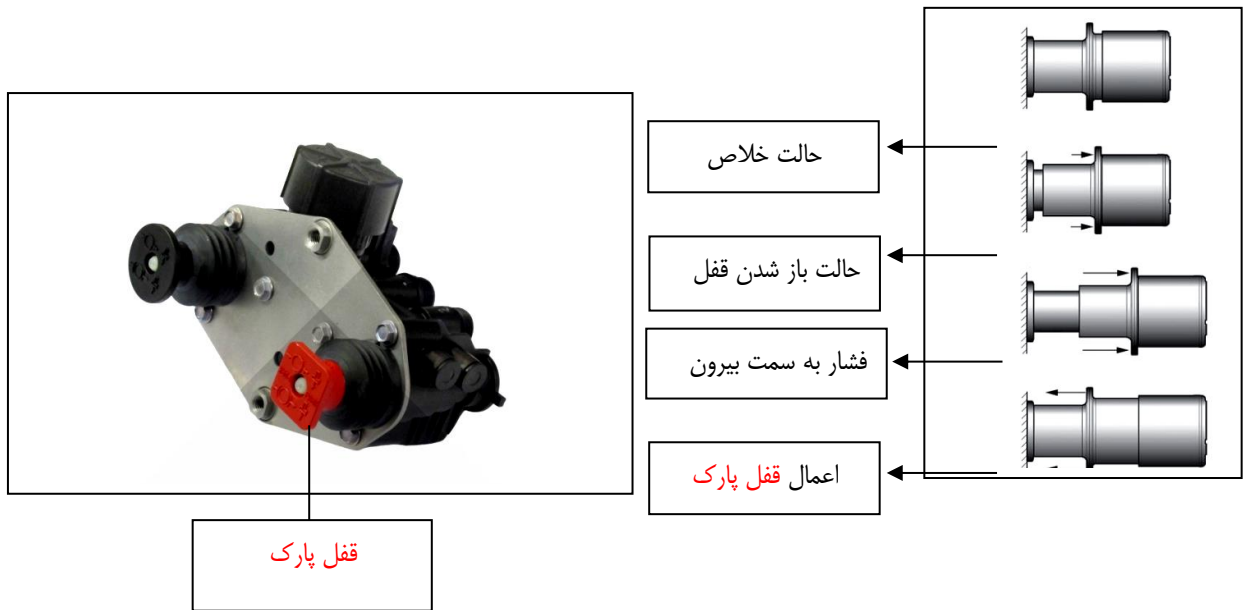 حالت خلاص
حالت باز شدن قفل
فشار به سمت بیرون
اعمال قفل پارک
قفل پارک